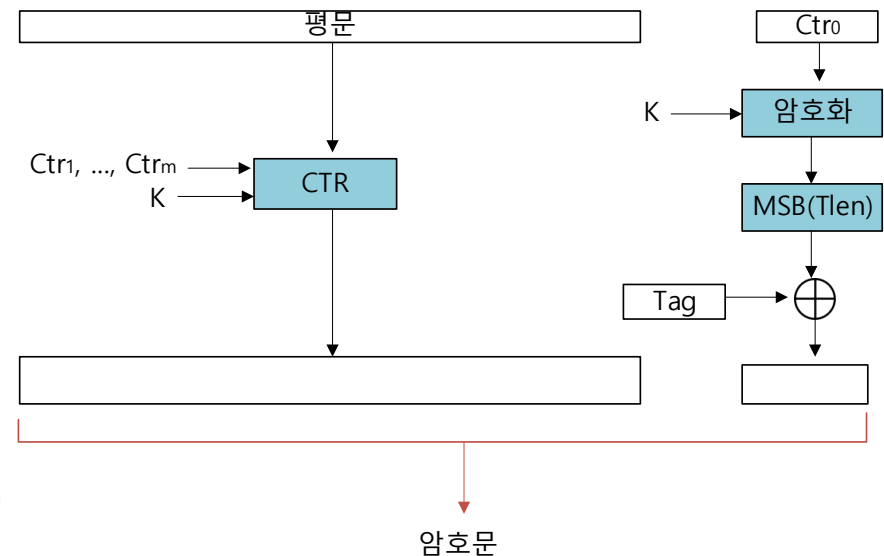 평문
Ctr0
K
암호화
Ctr1, ..., Ctrm
K
CTR
MSB(Tlen)
Tag
암호문